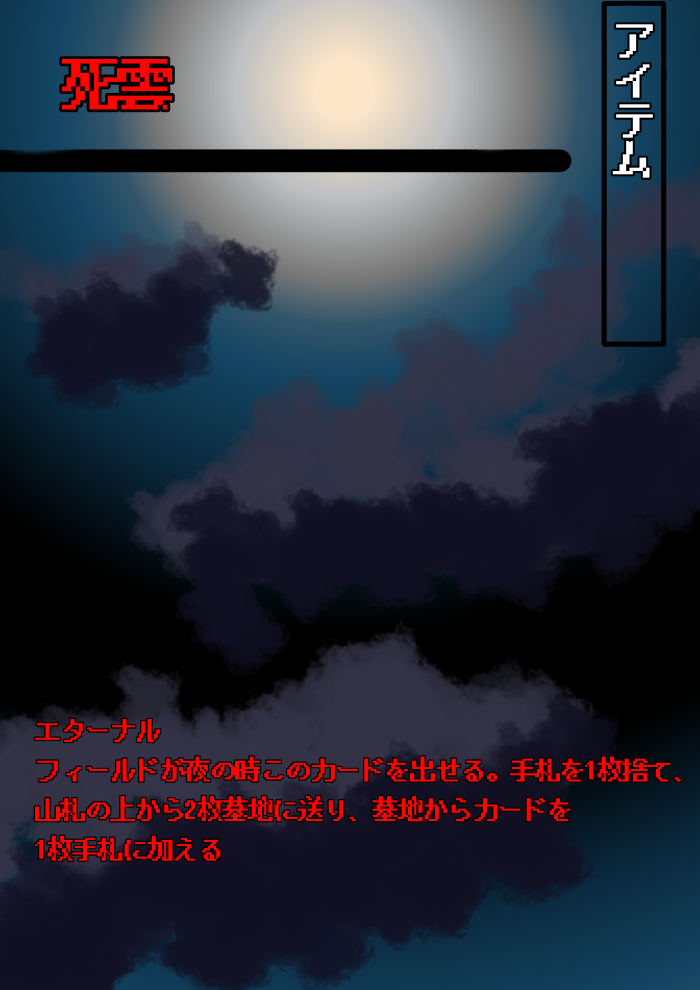 死雲
アイテム
エターナル
フィールドが夜の時このカードを出せる。手札を1枚捨て、
山札の上から2枚墓地に送り、墓地からカードを
1枚手札に加える